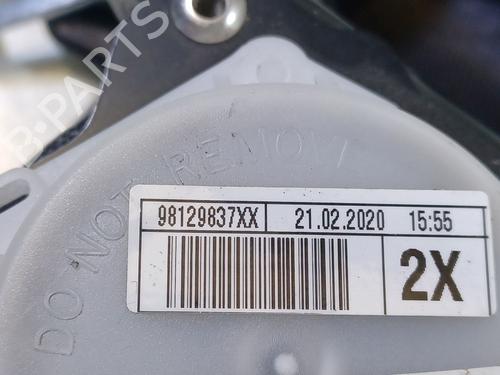 B-PARTS
DO NOT REMOVE
98129837XX 21.02.2020 15:55
2X